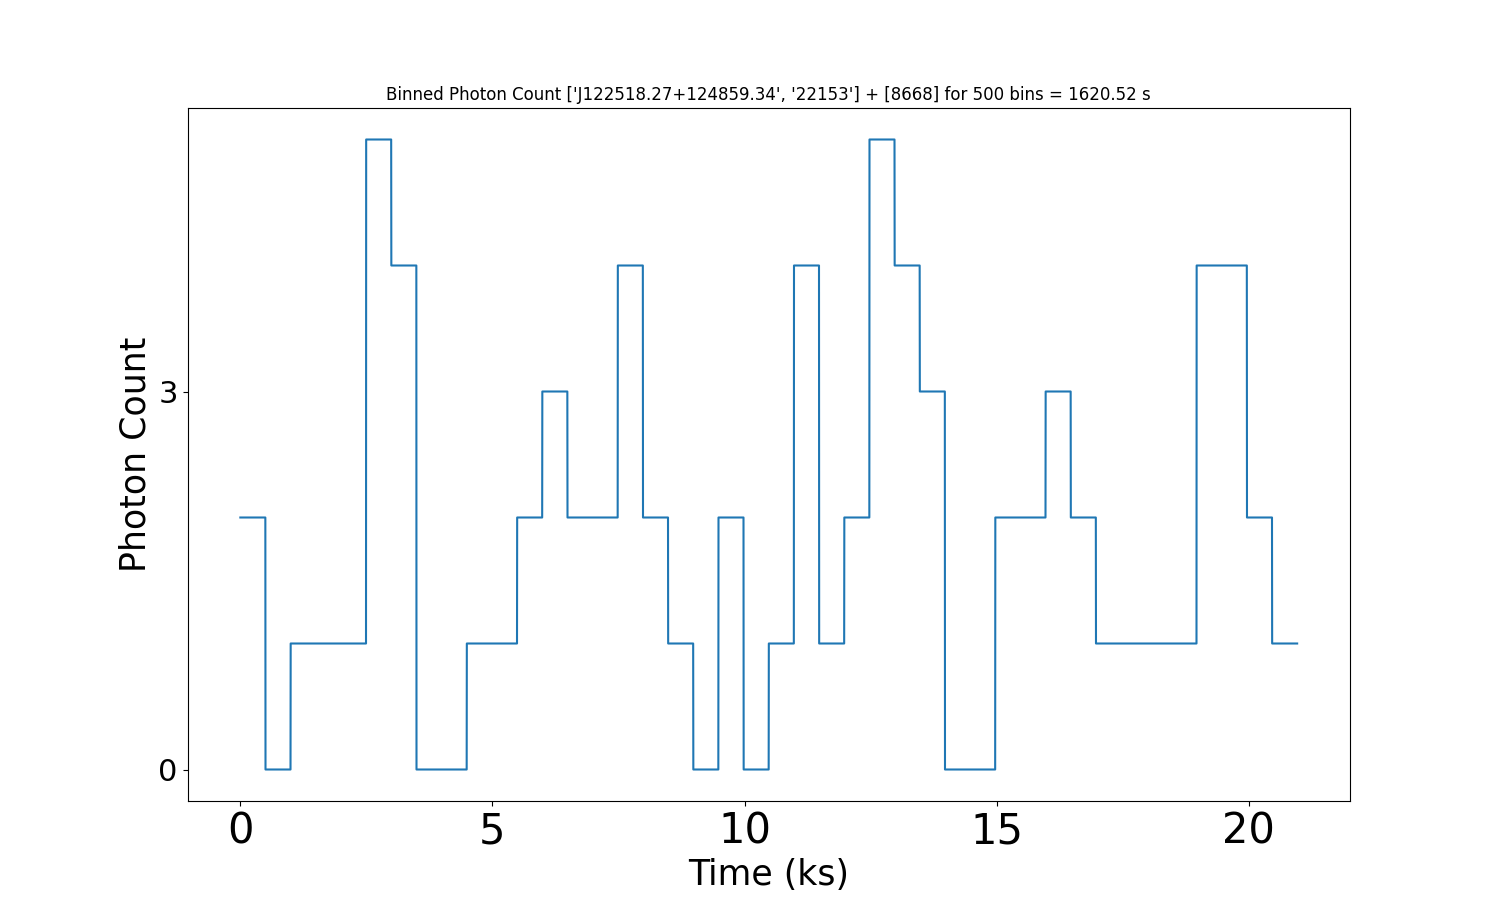 Binned Photon Count ['J122518.27+124859.34', '22153'] + [8668] for 500 bins = 1620.52 s
Photon Count
3
0
0 5 10 15 20
Time (ks)